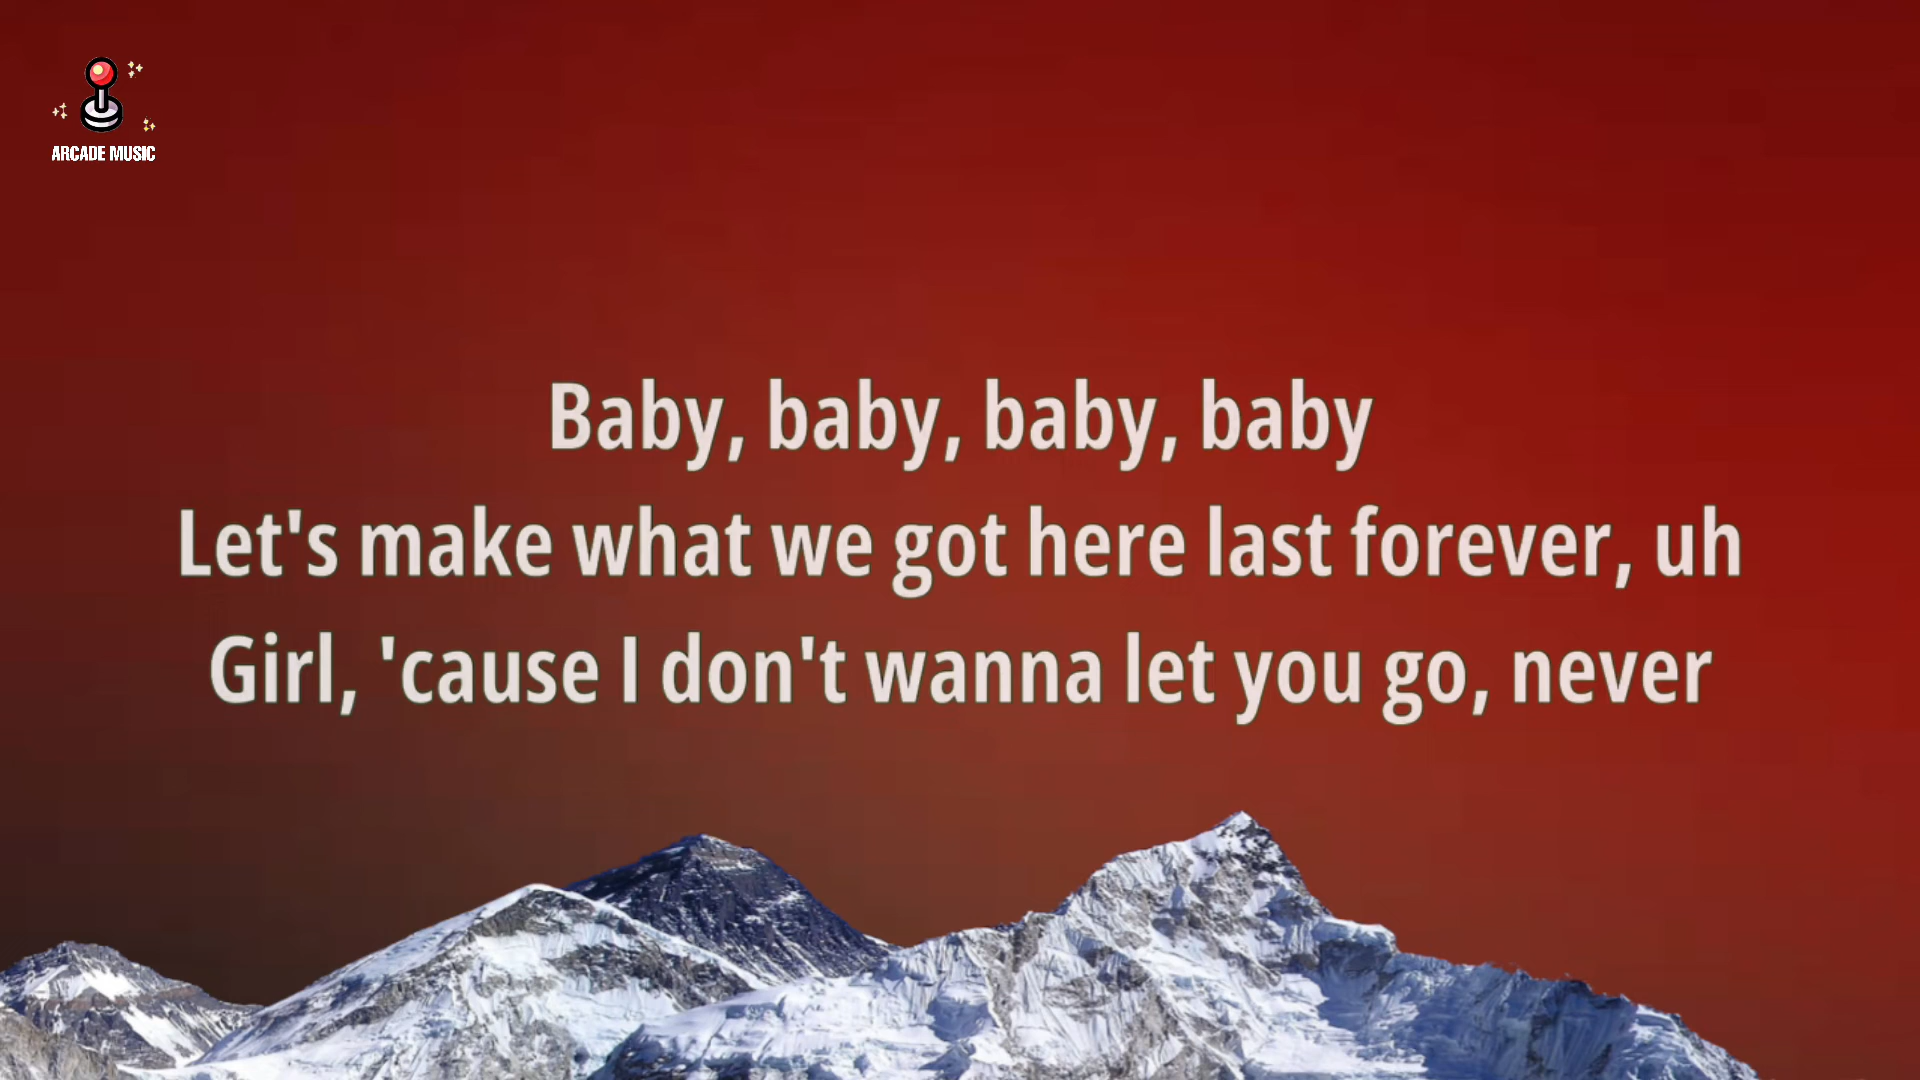 ARCADE MUSIC
Baby, baby, baby, baby
Let's make what we got here last forever, uh
Girl, 'cause I don't wanna let you go, never